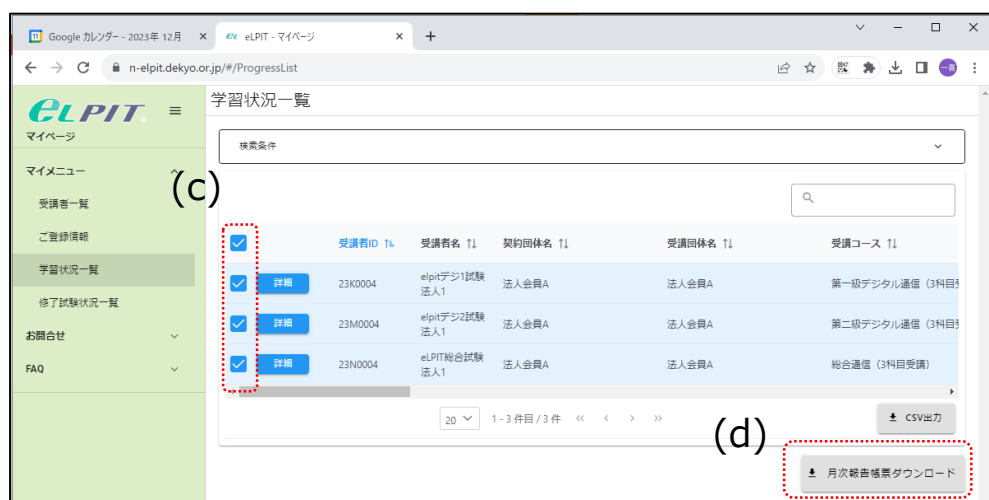 Google カレンダー - 2023年 12月
eLPIT - マイページ
n-elpit.dekyo.or.jp/#/ProgressList
一直
eLPIT
マイページ
マイメニュー
受講者一覧
ご登録情報
学習状況一覧
修了試験状況一覧
お問合せ
FAQ
学習状況一覧
検索条件
(c)
受講者ID 受講者名 契約団体名 受講団体名 受講コース
詳細 23K0004 elpitデジ1試験法人1 法人会員A 法人会員A 第一級デジタル通信（3科目
詳細 23M0004 elpitデジ2試験法人1 法人会員A 法人会員A 第二級デジタル通信（3科目
詳細 23N0004 eLPIT総合試験法人1 法人会員A 法人会員A 総合通信（3科目受講）
20 1 - 3 件目 / 3 件
CSV出力
(d)
月次報告帳票ダウンロード